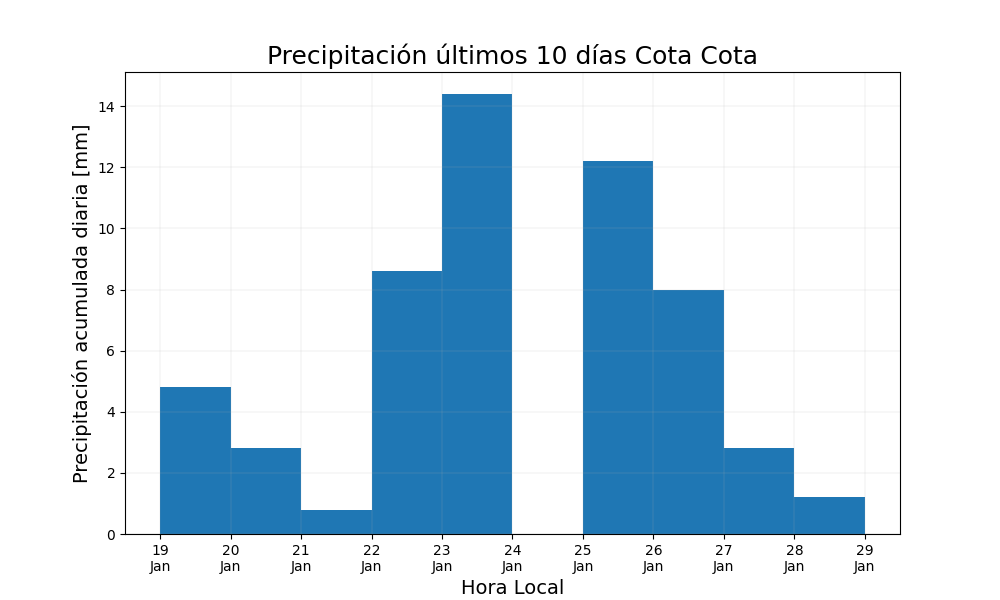 Precipitación últimos 10 días Cota Cota
Precipitación acumulada diaria [mm]
14
12
10
8
6
4
2
0
19 20 21 22 23 24 25 26 27 28 29
Jan Jan Jan Jan Jan Jan Jan Jan Jan Jan Jan
Hora Local